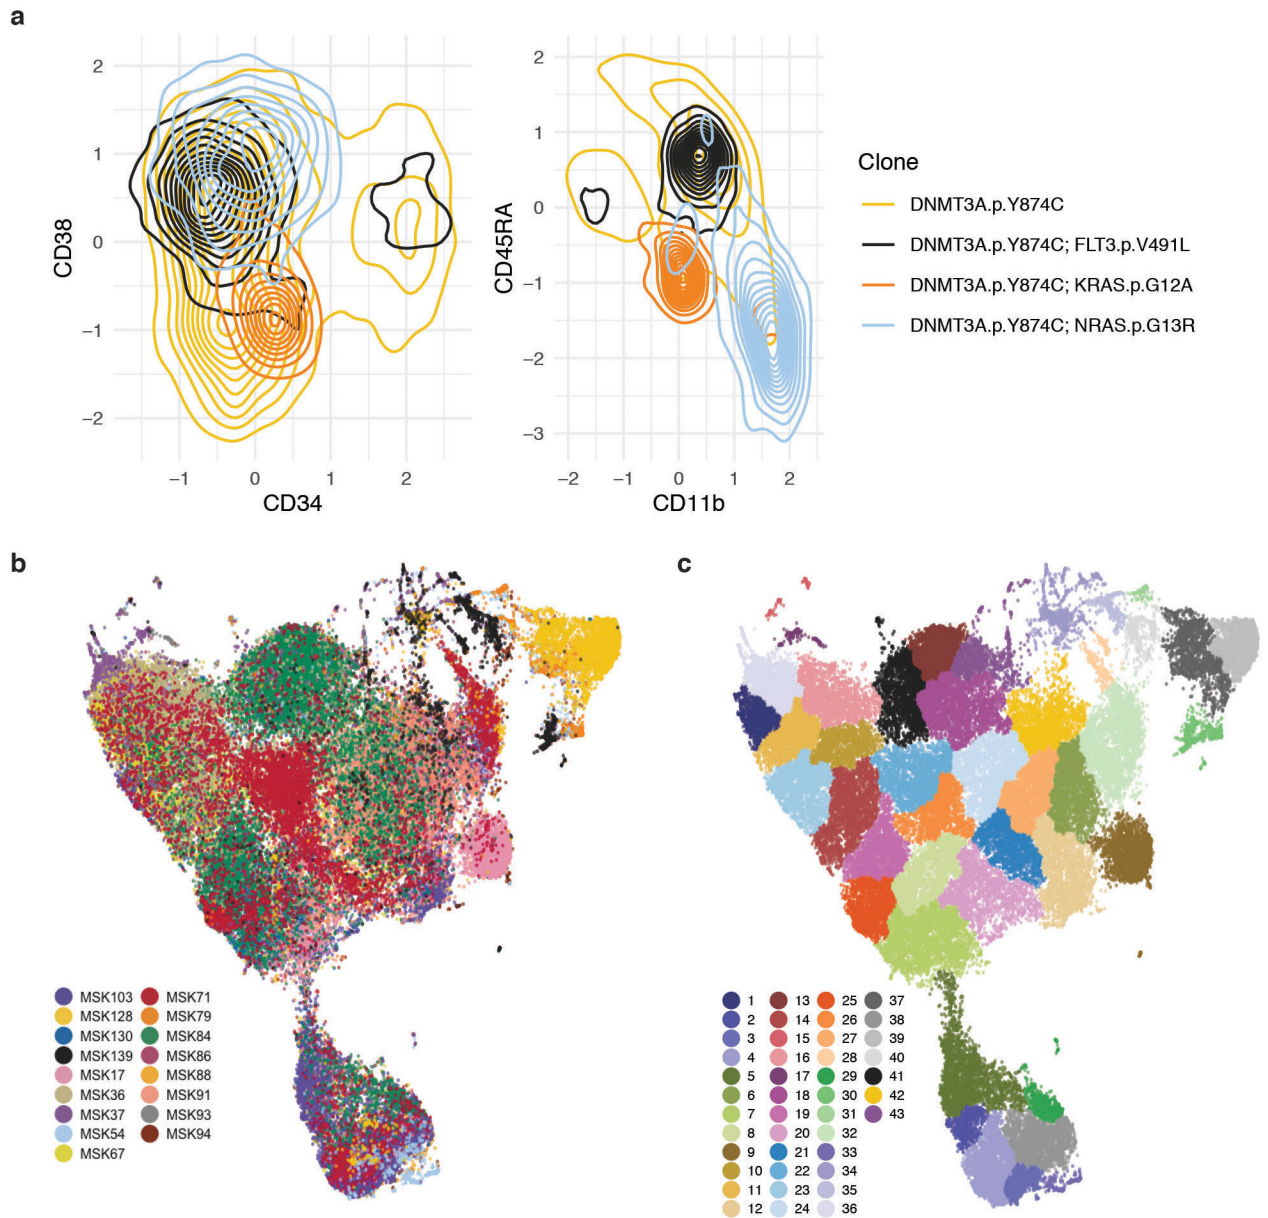 a
2
1
0
−1
−2
CD38
−1
0
1
2
CD34
2
1
0
−1
−2
−3
CD45RA
−2
−1
0
1
2
CD11b
Clone
DNMT3A.p.Y874C
DNMT3A.p.Y874C; FLT3.p.V491L
DNMT3A.p.Y874C; KRAS.p.G12A
DNMT3A.p.Y874C; NRAS.p.G13R
b
MSK103 MSK71
MSK128 MSK79
MSK130 MSK84
MSK139 MSK86
MSK17 MSK88
MSK36 MSK91
MSK37 MSK93
MSK54 MSK94
MSK67
c
1 13 25 37
2 14 26 38
3 15 27 39
4 16 28 40
5 17 29 41
6 18 30 42
7 19 31 43
8 20 32
9 21 33
10 22 34
11 23 35
12 24 36